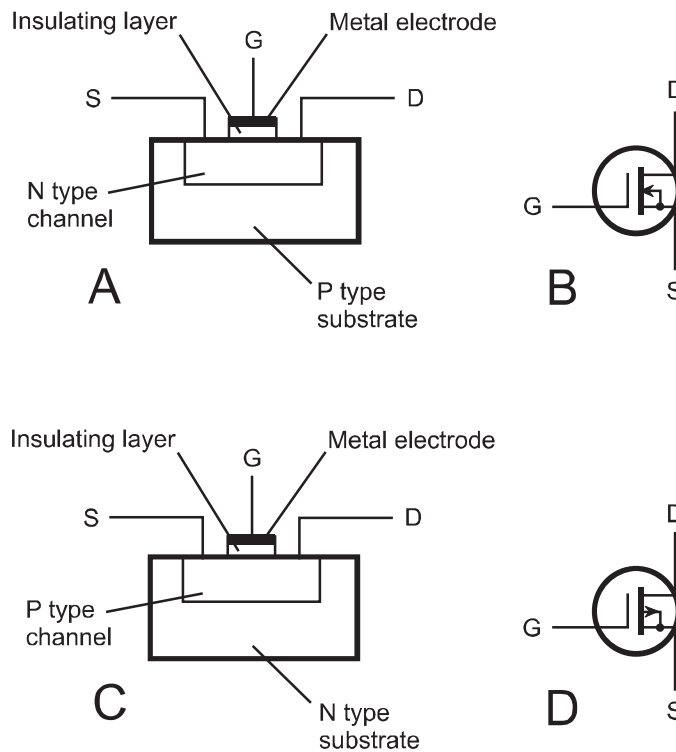 Insulating layer
G
Metal electrode
S
D
N type
channel
P type
substrate
A
D
G
S
B
Insulating layer
G
Metal electrode
S
D
P type
channel
N type
substrate
C
D
G
S
D